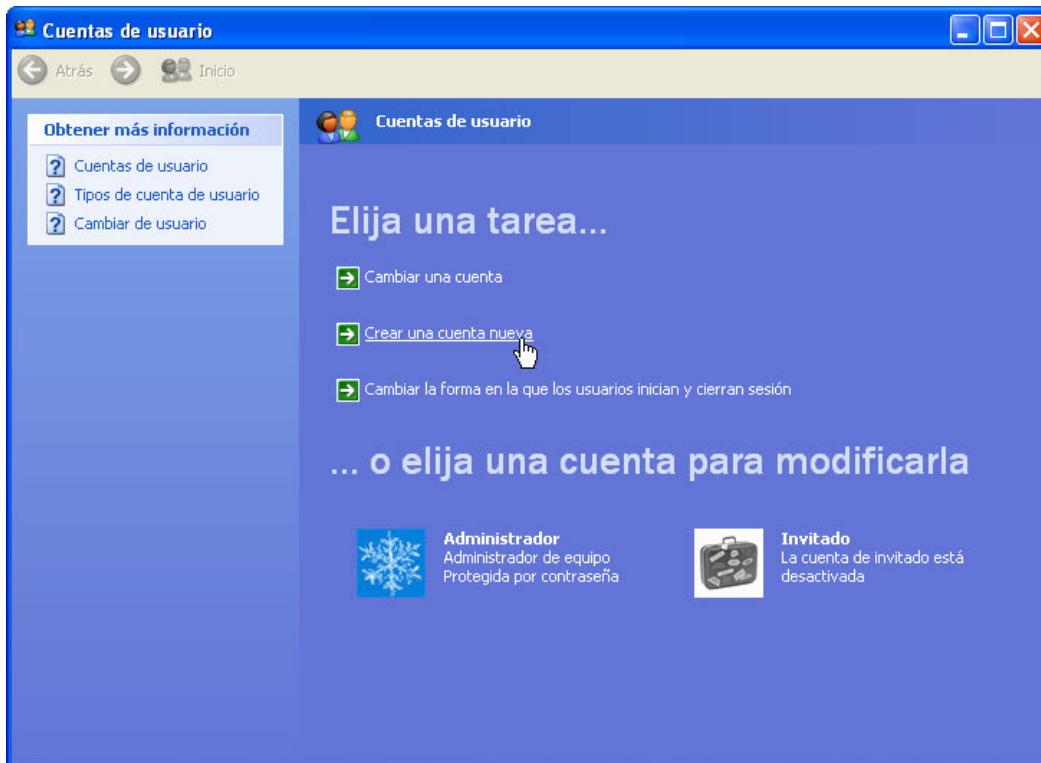 Cuentas de usuario
Atrás
Inicio
Obtener más información
Cuentas de usuario
Tipos de cuenta de usuario
Cambiar de usuario
Cuentas de usuario
Elija una tarea...
Cambiar una cuenta
Crear una cuenta nueva
Cambiar la forma en la que los usuarios inician y cierran sesión
... o elija una cuenta para modificarla
Administrador
Administrador de equipo
Protegida por contraseña
Invitado
La cuenta de invitado está
desactivada